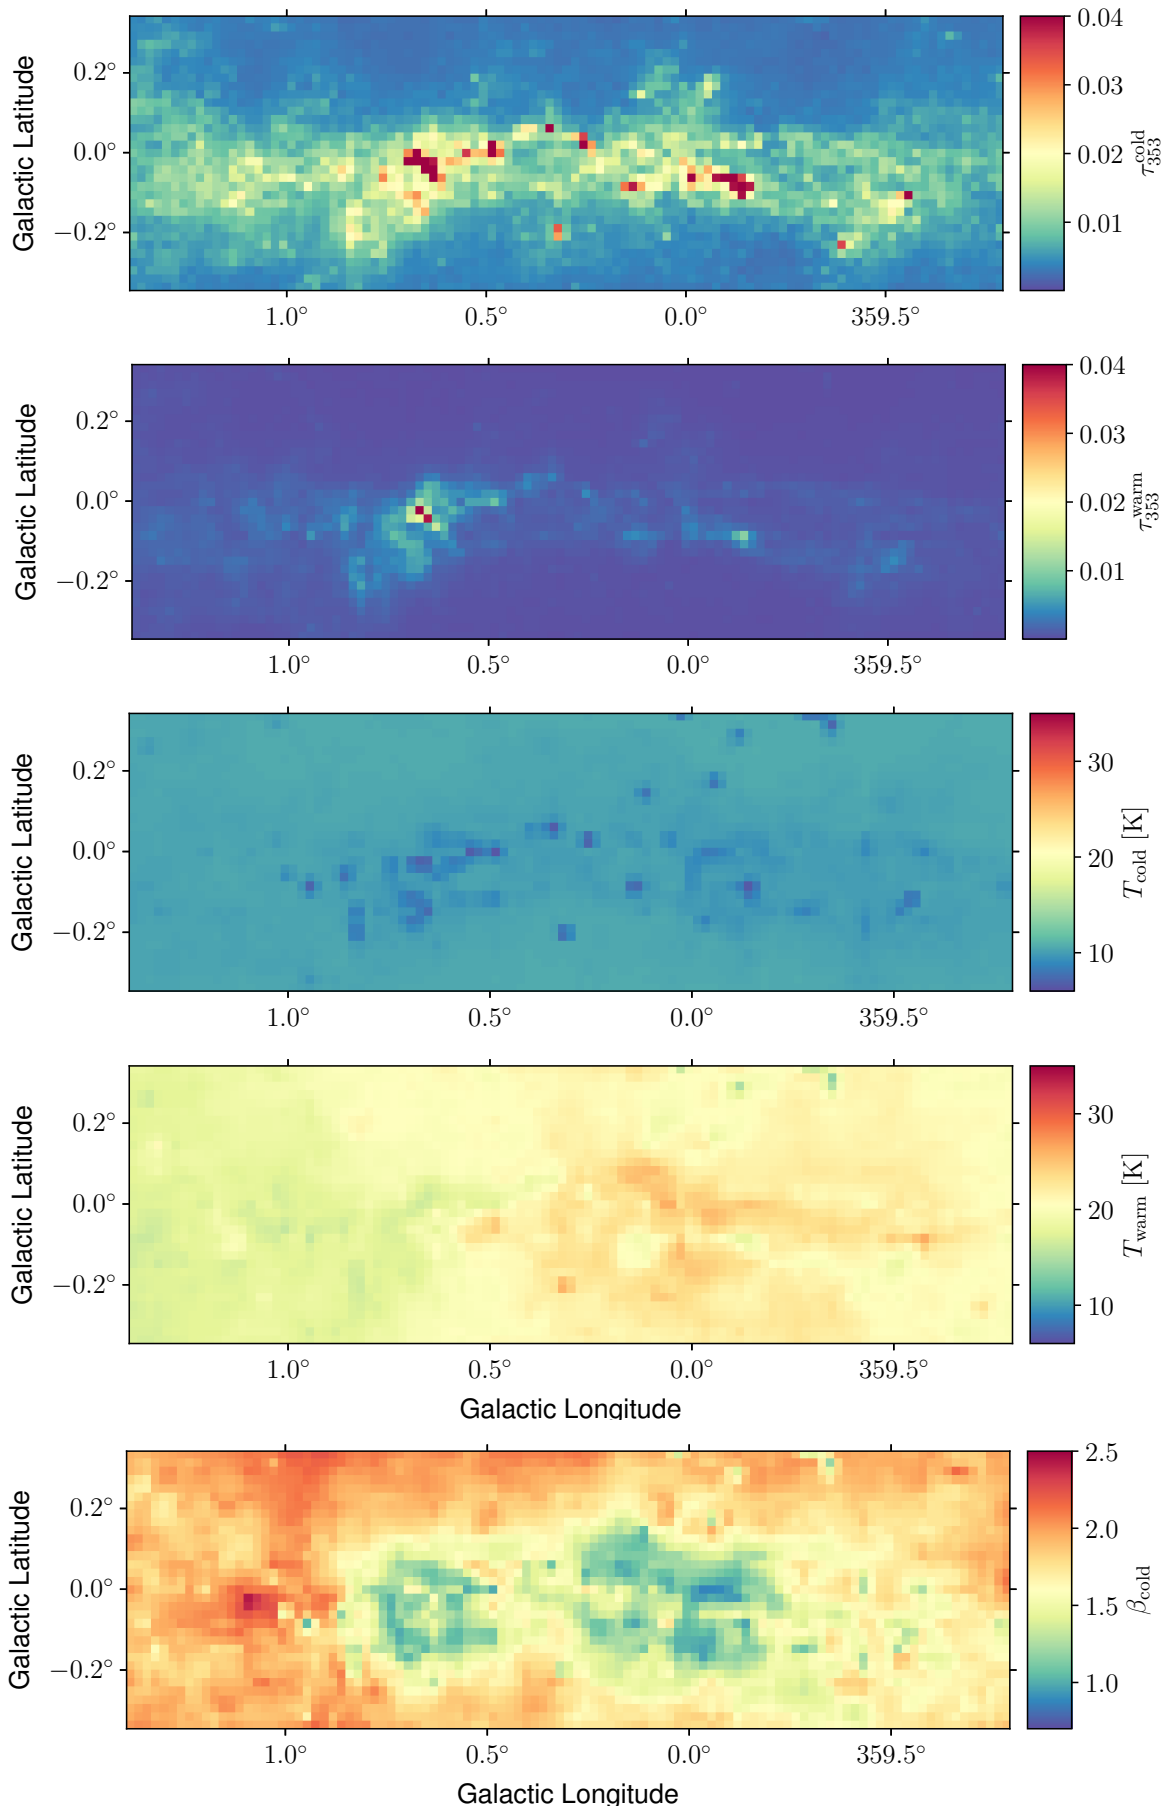 0.04
0.2°
0.03
Galactic Latitude
0.0°
0.02
τ₃₅₃ᶜᵒˡᵈ
−0.2°
0.01
1.0° 0.5° 0.0° 359.5°
0.04
0.2°
0.03
Galactic Latitude
0.0°
0.02
τ₃₅₃ʷᵃʳᵐ
−0.2°
0.01
1.0° 0.5° 0.0° 359.5°
0.2°
30
Galactic Latitude
0.0°
20
T_cold [K]
−0.2°
10
1.0° 0.5° 0.0° 359.5°
0.2°
30
Galactic Latitude
0.0°
20
T_warm [K]
−0.2°
10
1.0° 0.5° 0.0° 359.5°
Galactic Longitude
2.5
0.2°
2.0
Galactic Latitude
0.0°
1.5
β_cold
−0.2°
1.0
1.0° 0.5° 0.0° 359.5°
Galactic Longitude